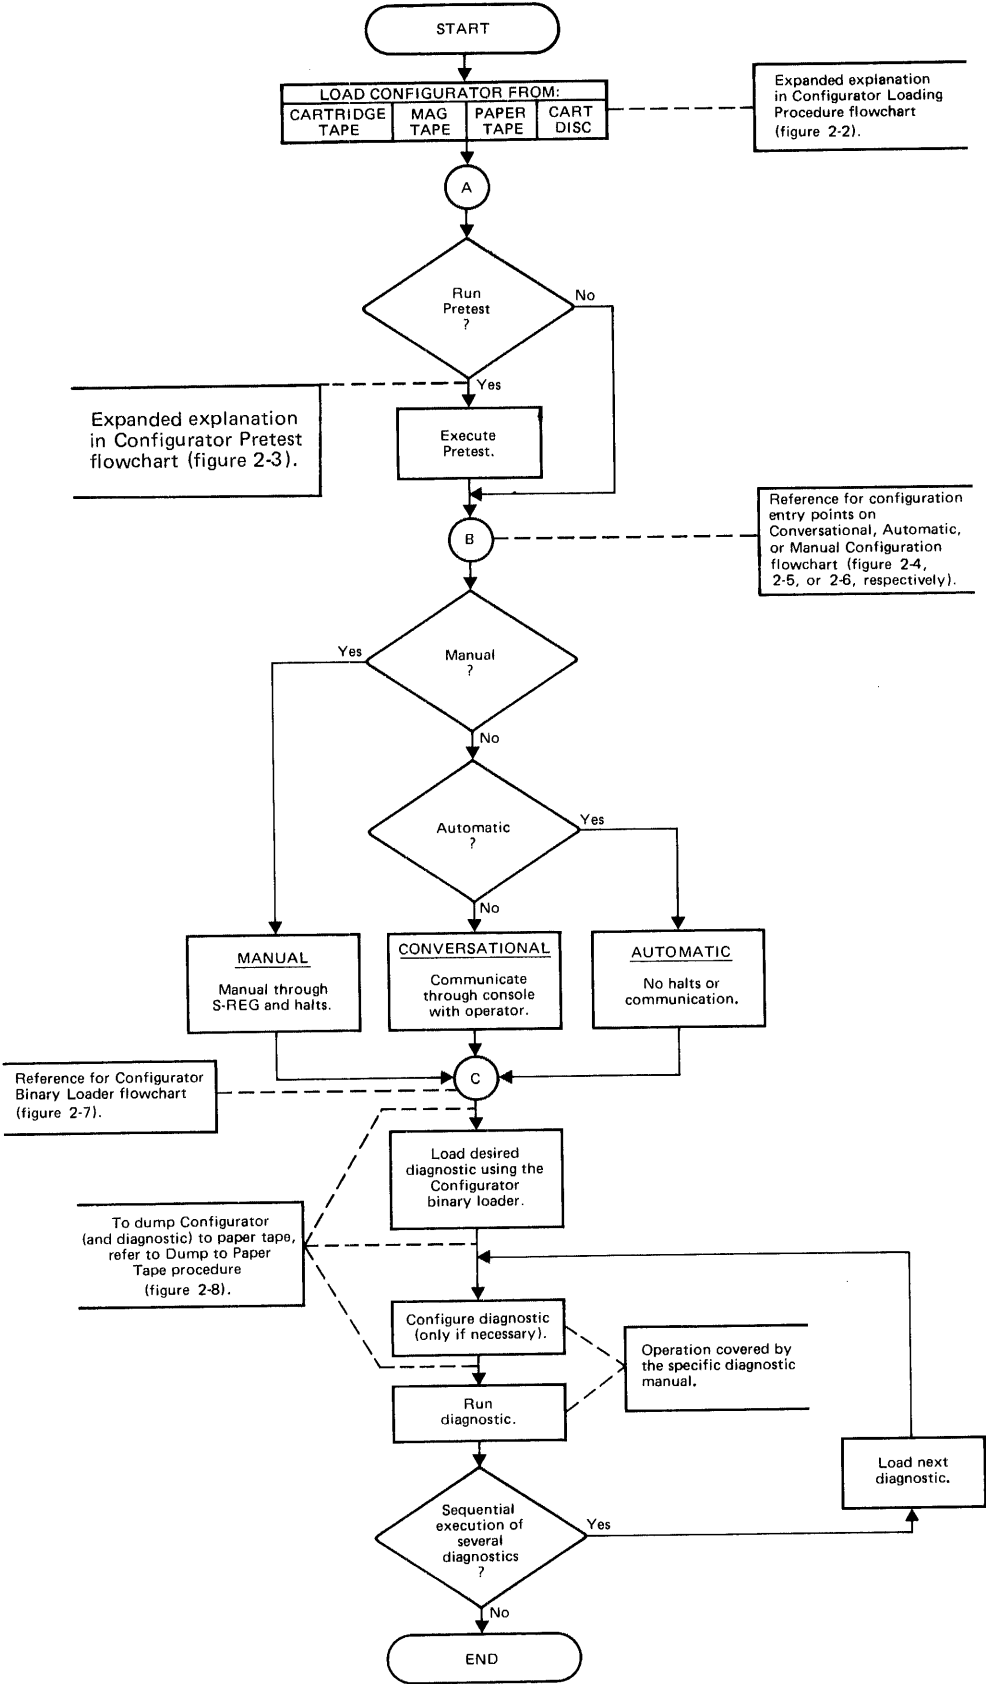 START
LOAD CONFIGURATOR FROM:
CARTRIDGE
TAPE
MAG
TAPE
PAPER
TAPE
CART
DISC
Expanded explanation
in Configurator Loading
Procedure flowchart
(figure 2-2).
A
Run
Pretest
?
No
Yes
Expanded explanation
in Configurator Pretest
flowchart (figure 2-3).
Execute
Pretest.
B
Reference for configuration
entry points on
Conversational, Automatic,
or Manual Configuration
flowchart (figure 2-4,
2-5, or 2-6, respectively).
Manual
?
Yes
No
Automatic
?
Yes
No
MANUAL
Manual through
S-REG and halts.
CONVERSATIONAL
Communicate
through console
with operator.
AUTOMATIC
No halts or
communication.
C
Reference for Configurator
Binary Loader flowchart
(figure 2-7).
Load desired
diagnostic using the
Configurator
binary loader.
To dump Configurator
(and diagnostic) to paper tape,
refer to Dump to Paper
Tape procedure
(figure 2-8).
Configure diagnostic
(only if necessary).
Operation covered by
the specific diagnostic
manual.
Run
diagnostic.
Load next
diagnostic.
Sequential
execution of
several
diagnostics
?
Yes
No
END